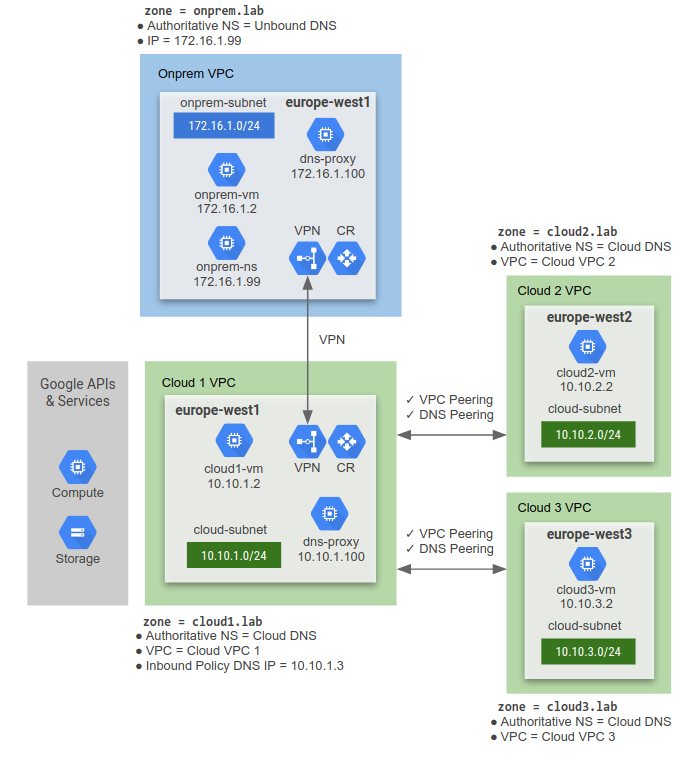 zone = onprem.lab
● Authoritative NS = Unbound DNS
● IP = 172.16.1.99
Onprem VPC
onprem-subnet
172.16.1.0/24
europe-west1
dns-proxy
172.16.1.100
onprem-vm
172.16.1.2
onprem-ns
172.16.1.99
VPN
CR
VPN
Google APIs
& Services
Compute
Storage
Cloud 1 VPC
europe-west1
cloud1-vm
10.10.1.2
VPN
CR
cloud-subnet
10.10.1.0/24
dns-proxy
10.10.1.100
zone = cloud1.lab
● Authoritative NS = Cloud DNS
● VPC = Cloud VPC 1
● Inbound Policy DNS IP = 10.10.1.3
✓ VPC Peering
✓ DNS Peering
✓ VPC Peering
✓ DNS Peering
zone = cloud2.lab
● Authoritative NS = Cloud DNS
● VPC = Cloud VPC 2
Cloud 2 VPC
europe-west2
cloud2-vm
10.10.2.2
cloud-subnet
10.10.2.0/24
Cloud 3 VPC
europe-west3
cloud3-vm
10.10.3.2
cloud-subnet
10.10.3.0/24
zone = cloud3.lab
● Authoritative NS = Cloud DNS
● VPC = Cloud VPC 3